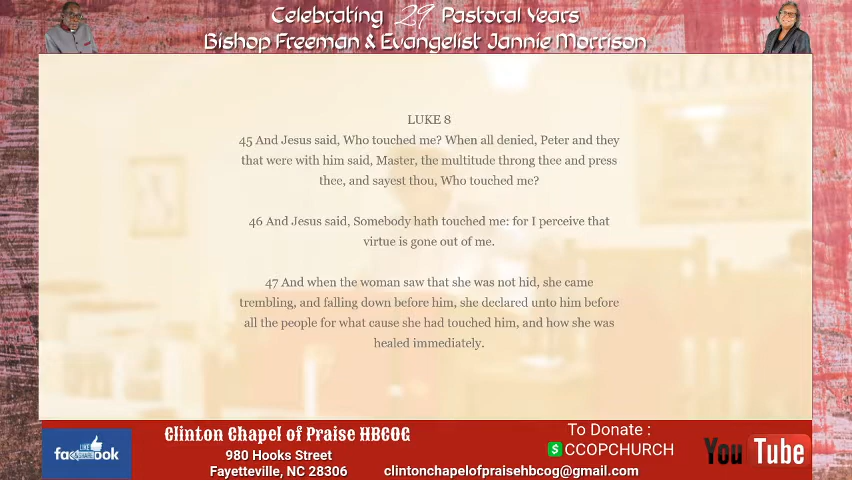 Celebrating 29 Pastoral Years
Bishop Freeman & Evangelist Jannie Morrison
LUKE 8
45 And Jesus said, Who touched me? When all denied, Peter and they
that were with him said, Master, the multitude throng thee and press
thee, and sayest thou, Who touched me?
46 And Jesus said, Somebody hath touched me: for I perceive that
virtue is gone out of me.
47 And when the woman saw that she was not hid, she came
trembling, and falling down before him, she declared unto him before
all the people for what cause she had touched him, and how she was
healed immediately.
Clinton Chapel of Praise HBCOG
980 Hooks Street
Fayetteville, NC 28306
clintonchapelofpraisehbcog@gmail.com
To Donate :
$ CCOPCHURCH
You Tube